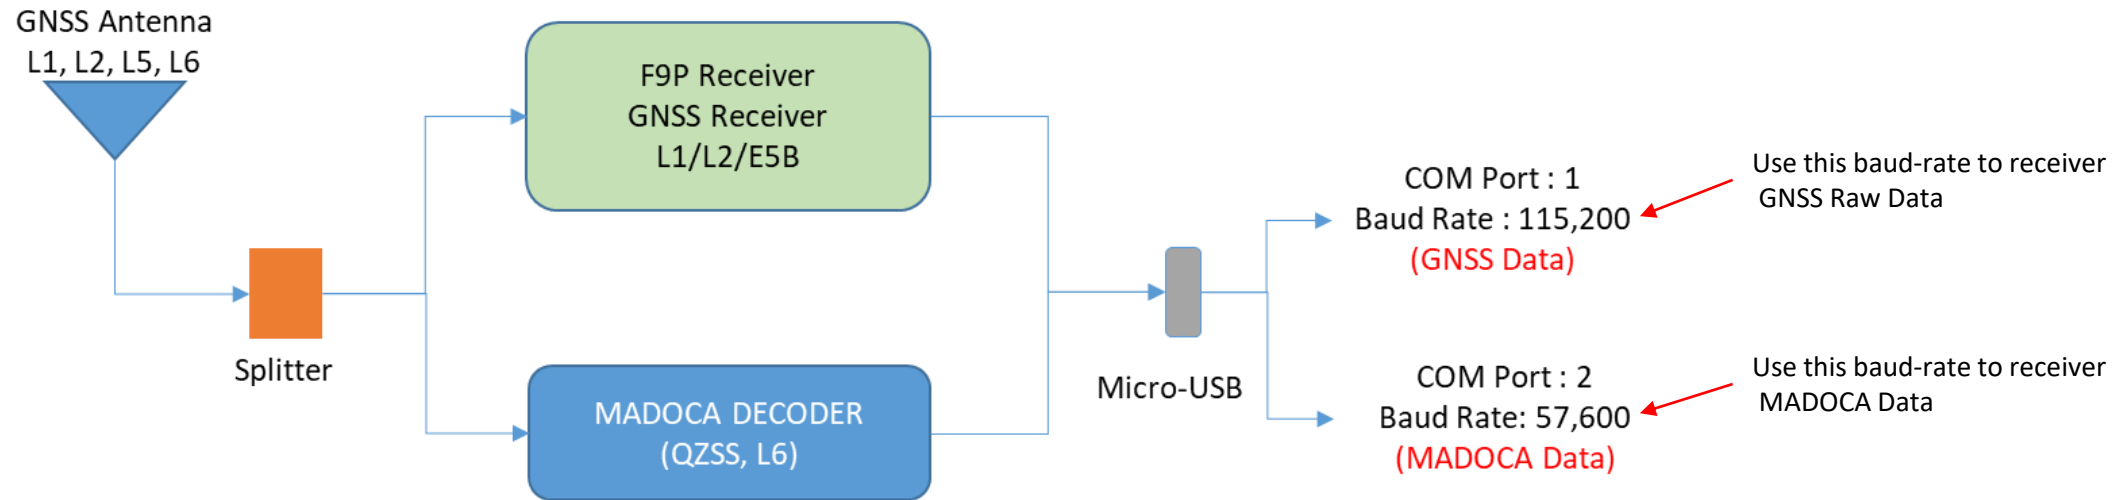 GNSS Antenna
L1, L2, L5, L6
F9P Receiver
GNSS Receiver
L1/L2/E5B
Splitter
MADOCA DECODER
(QZSS, L6)
Micro-USB
COM Port : 1
Baud Rate : 115,200
(GNSS Data)
Use this baud-rate to receiver
GNSS Raw Data
COM Port : 2
Baud Rate: 57,600
(MADOCA Data)
Use this baud-rate to receiver
MADOCA Data